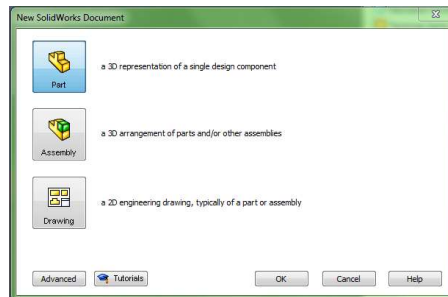 New SolidWorks Document
Part
a 3D representation of a single design component
Assembly
a 3D arrangement of parts and/or other assemblies
Drawing
a 2D engineering drawing, typically of a part or assembly
Advanced Tutorials OK Cancel Help